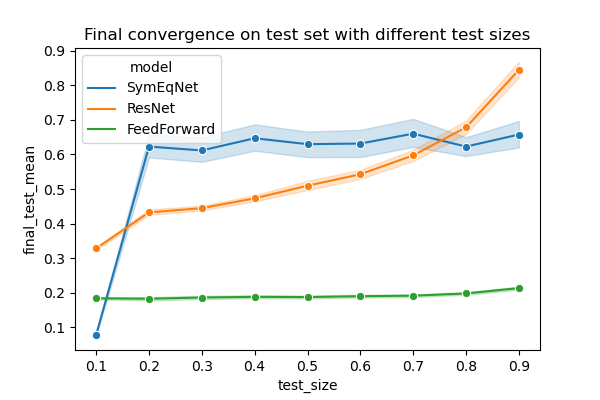 Final convergence on test set with different test sizes
model
SymEqNet
ResNet
FeedForward
final_test_mean
0.9
0.8
0.7
0.6
0.5
0.4
0.3
0.2
0.1
0.1 0.2 0.3 0.4 0.5 0.6 0.7 0.8 0.9
test_size